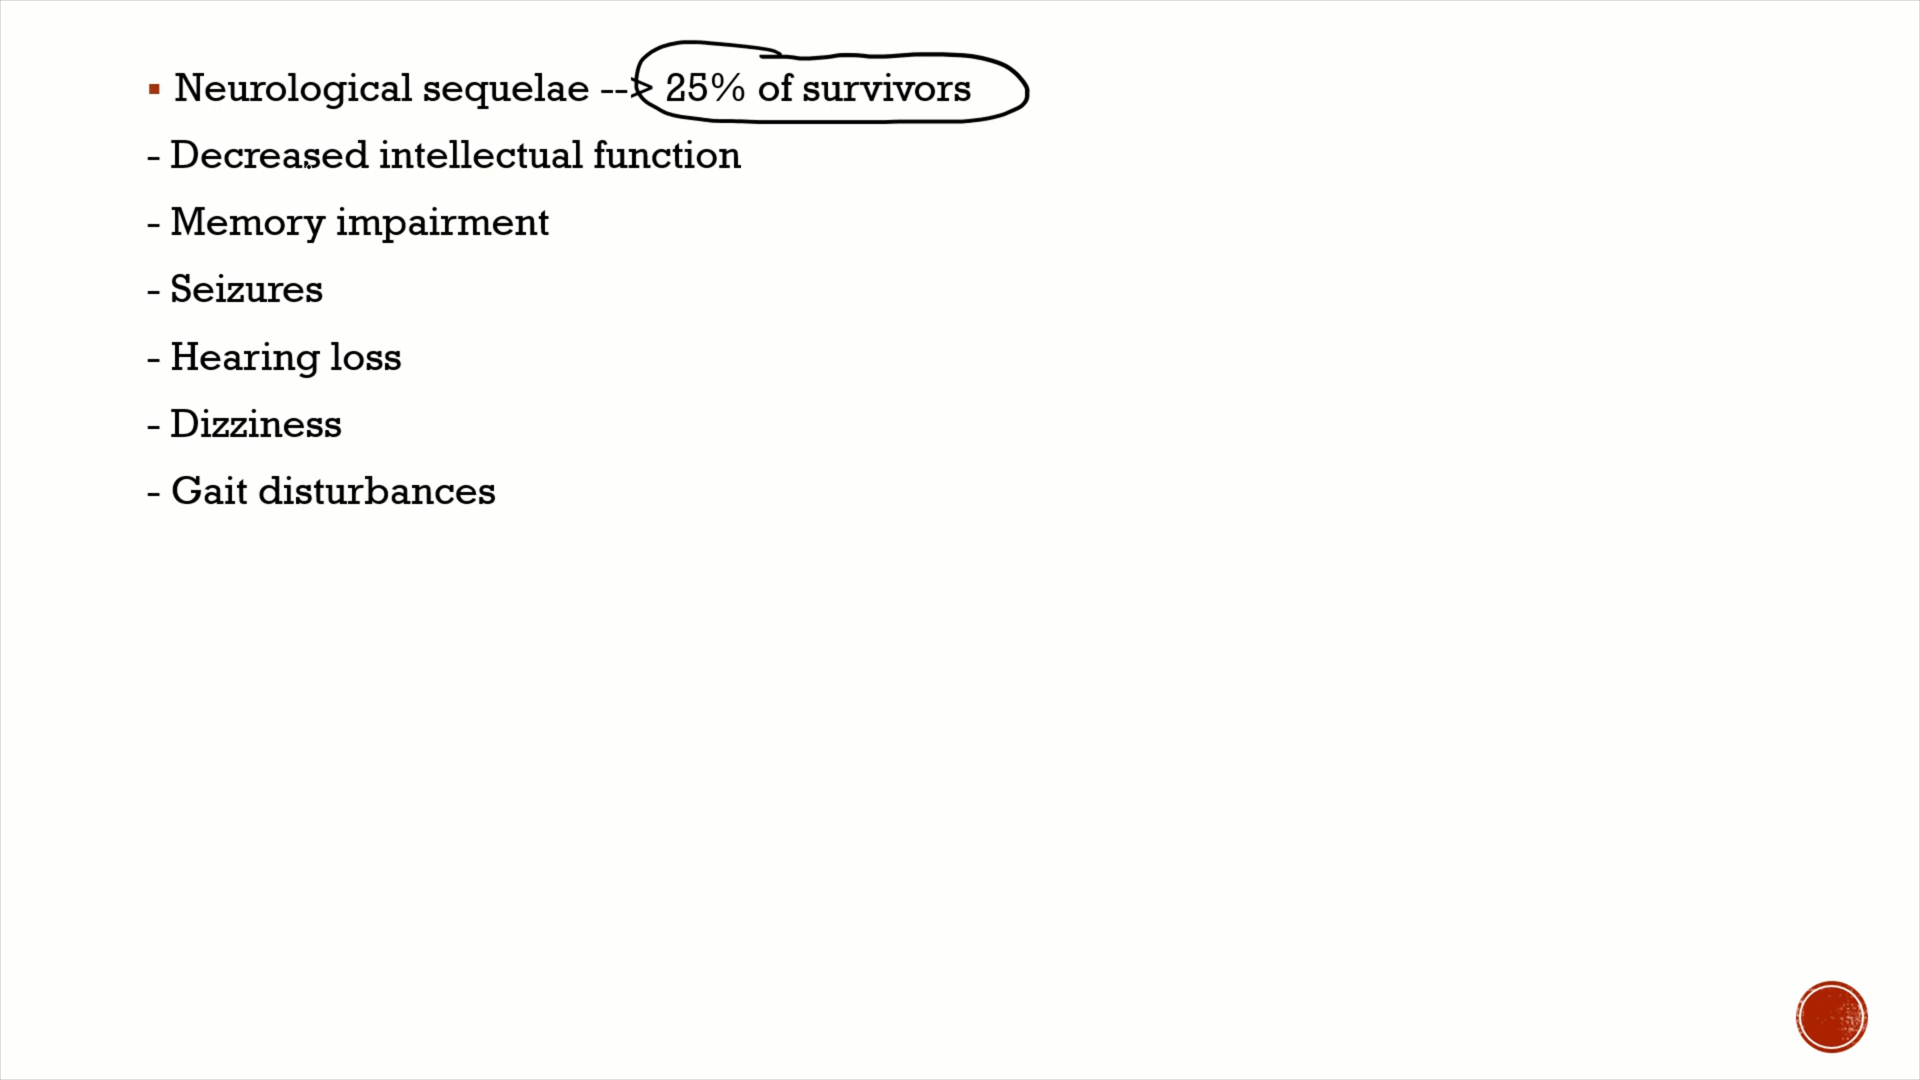 ▪ Neurological sequelae --> 25% of survivors
- Decreased intellectual function
- Memory impairment
- Seizures
- Hearing loss
- Dizziness
- Gait disturbances